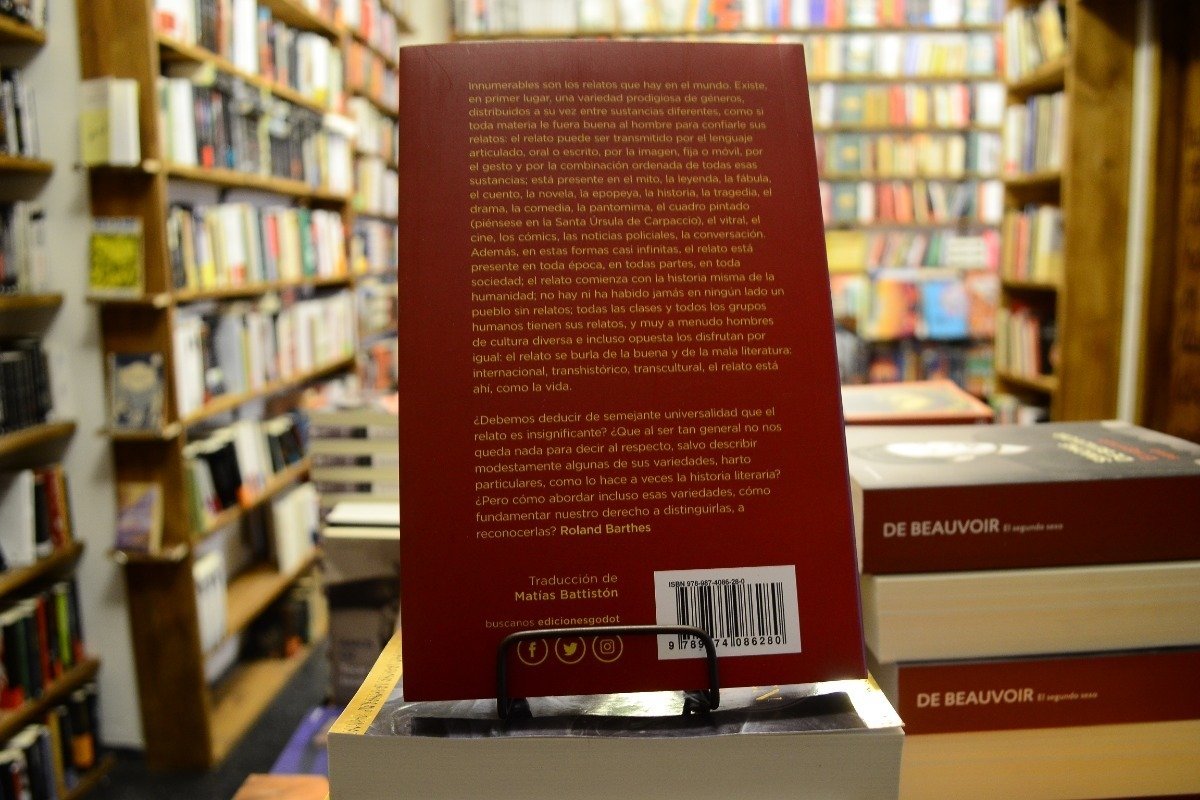 Innumerables son los relatos que hay en el mundo. Existe,
en primer lugar, una variedad prodigiosa de géneros,
distribuidos a su vez entre sustancias diferentes, como si
toda materia le fuera buena al hombre para confiarle sus
relatos: el relato puede ser transmitido por el lenguaje
articulado, oral o escrito, por la imagen, fija o móvil, por
el gesto y por la combinación ordenada de todas esas
sustancias; está presente en el mito, la leyenda, la fábula,
el cuento, la novela, la epopeya, la historia, la tragedia, el
drama, la comedia, la pantomima, el cuadro pintado
(piénsese en la Santa Úrsula de Carpaccio), el vitral, el
cine, los cómics, las noticias policiales, la conversación.
Además, en estas formas casi infinitas, el relato está
presente en toda época, en todas partes, en toda
sociedad; el relato comienza con la historia misma de la
humanidad; no hay ni ha habido jamás en ningún lado un
pueblo sin relatos; todas las clases y todos los grupos
humanos tienen sus relatos, y muy a menudo hombres
de cultura diversa e incluso opuesta los disfrutan por
igual: el relato se burla de la buena y de la mala literatura:
internacional, transhistórico, transcultural, el relato está
ahí, como la vida.
¿Debemos deducir de semejante universalidad que el
relato es insignificante? ¿Que al ser tan general no nos
queda nada para decir al respecto, salvo describir
modestamente algunas de sus variedades, harto
particulares, como lo hace a veces la historia literaria?
¿Pero cómo abordar incluso esas variedades, cómo
fundamentar nuestro derecho a distinguirlas, a
reconocerlas? Roland Barthes
Traducción de
Matías Battistón
buscanos edicionesgodot
ISBN 978-987-4086-28-0
9 789874 086280
DE BEAUVOIR El segundo sexo
DE BEAUVOIR El segundo sexo